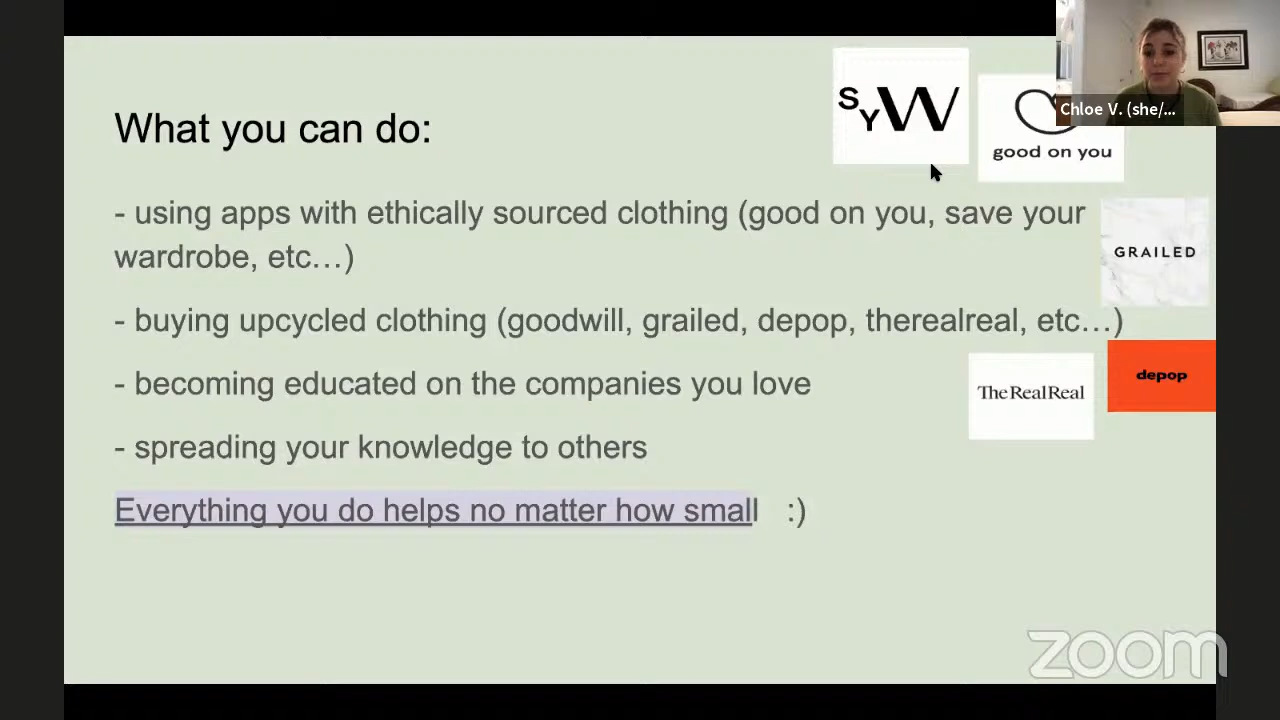 What you can do:
- using apps with ethically sourced clothing (good on you, save your
wardrobe, etc...)
- buying upcycled clothing (goodwill, grailed, depop, therealreal, etc...)
- becoming educated on the companies you love
- spreading your knowledge to others
Everything you do helps no matter how small :)
SYW
good on you
GRAILED
TheRealReal
depop
Chloe V. (she/...
zoom